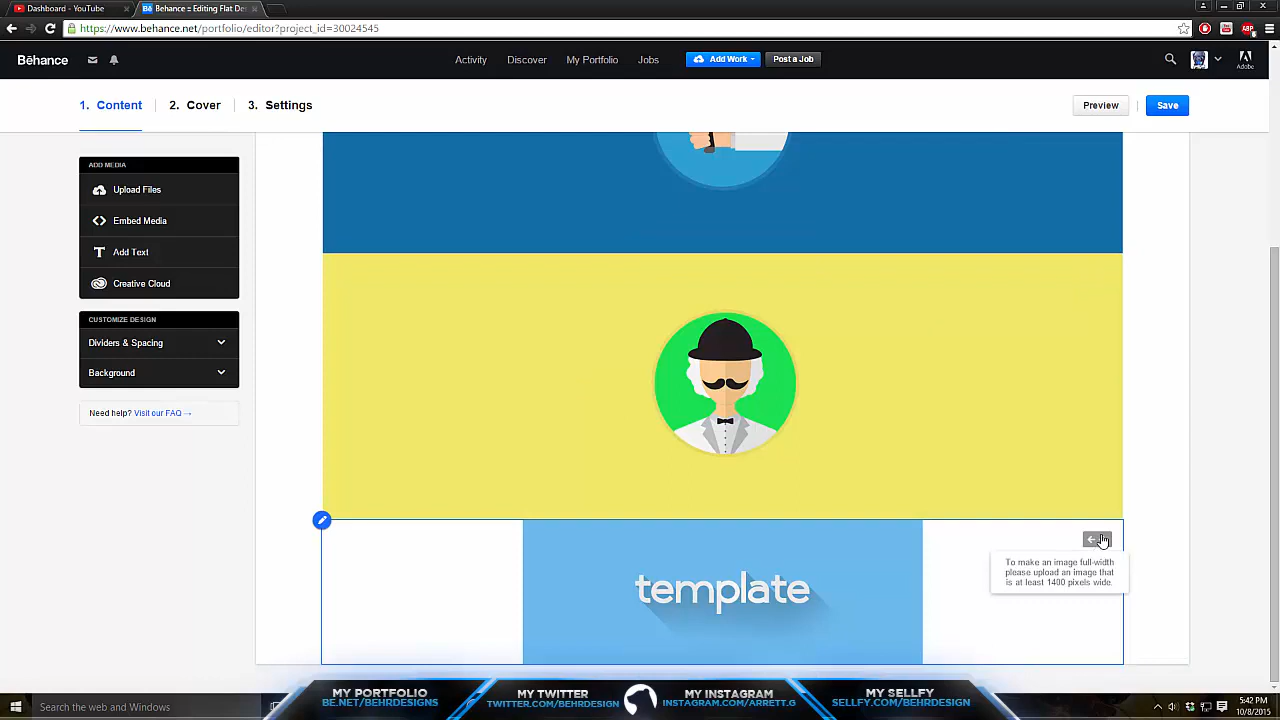 Dashboard - YouTube
Behance :: Editing Flat De
https://www.behance.net/portfolio/editor?project_id=30024545
Bēhance
Activity
Discover
My Portfolio
Jobs
Add Work
Post a Job
Adobe
1. Content
2. Cover
3. Settings
Preview
Save
ADD MEDIA
Upload Files
Embed Media
Add Text
Creative Cloud
CUSTOMIZE DESIGN
Dividers & Spacing
Background
Need help? Visit our FAQ →
To make an image full-width
please upload an image that
is at least 1400 pixels wide.
template
Search the web and Windows
MY PORTFOLIO
BE.NET/BEHRDESIGNS
MY TWITTER
TWITTER.COM/BEHRDESIGN
MY INSTAGRAM
INSTAGRAM.COM/ARRETT.G
MY SELLFY
SELLFY.COM/BEHRDESIGN
5:42 PM
10/8/2015